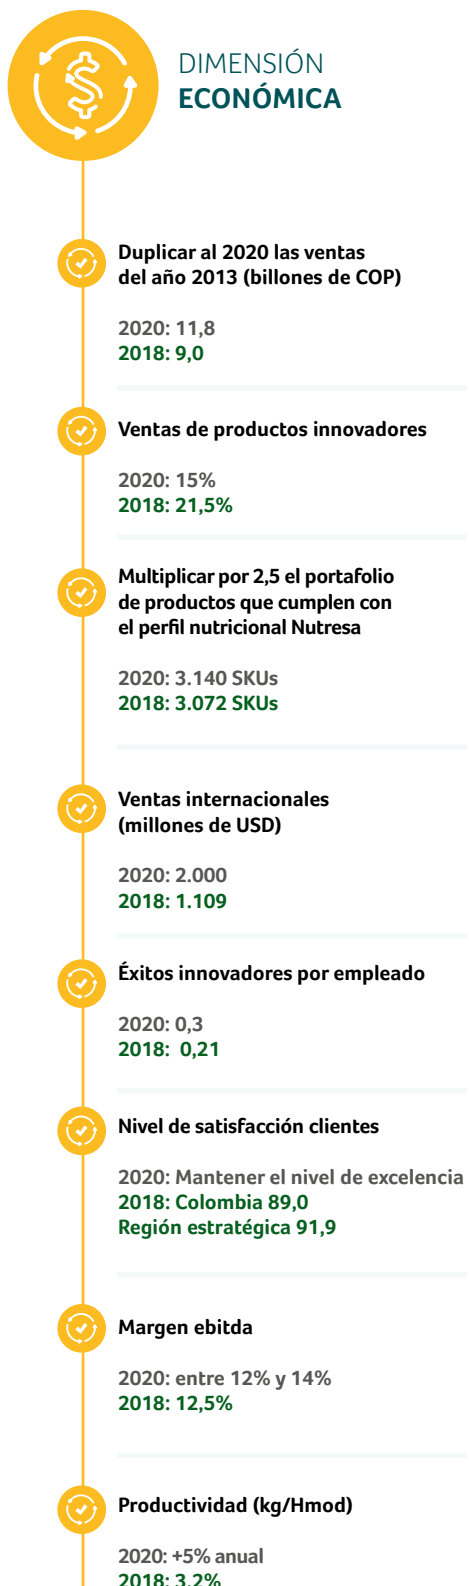 DIMENSIÓN
ECONÓMICA
Duplicar al 2020 las ventas
del año 2013 (billones de COP)
2020: 11,8
2018: 9,0
Ventas de productos innovadores
2020: 15%
2018: 21,5%
Multiplicar por 2,5 el portafolio
de productos que cumplen con
el perfil nutricional Nutresa
2020: 3.140 SKUs
2018: 3.072 SKUs
Ventas internacionales
(millones de USD)
2020: 2.000
2018: 1.109
Éxitos innovadores por empleado
2020: 0,3
2018: 0,21
Nivel de satisfacción clientes
2020: Mantener el nivel de excelencia
2018: Colombia 89,0
Región estratégica 91,9
Margen ebitda
2020: entre 12% y 14%
2018: 12,5%
Productividad (kg/Hmod)
2020: +5% anual
2018: 3,2%